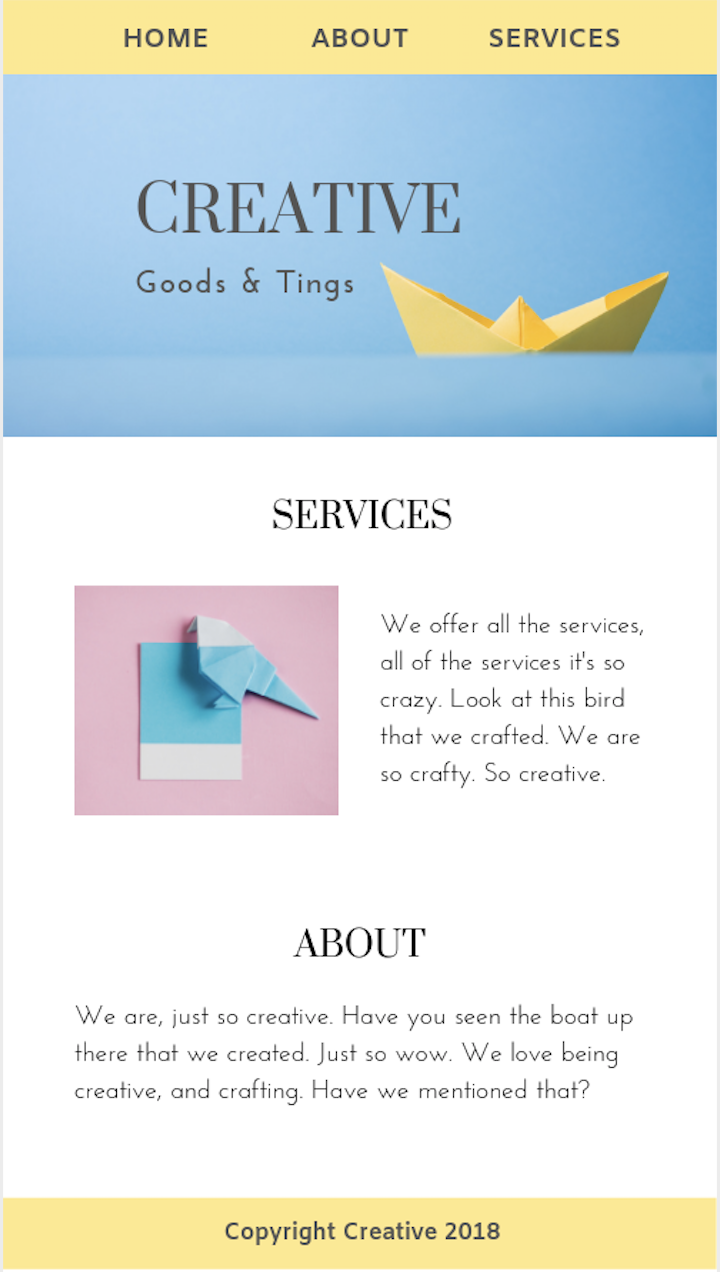 HOME ABOUT SERVICES
CREATIVE
Goods & Tings
SERVICES
We offer all the services,
all of the services it's so
crazy. Look at this bird
that we crafted. We are
so crafty. So creative.
ABOUT
We are, just so creative. Have you seen the boat up
there that we created. Just so wow. We love being
creative, and crafting. Have we mentioned that?
Copyright Creative 2018